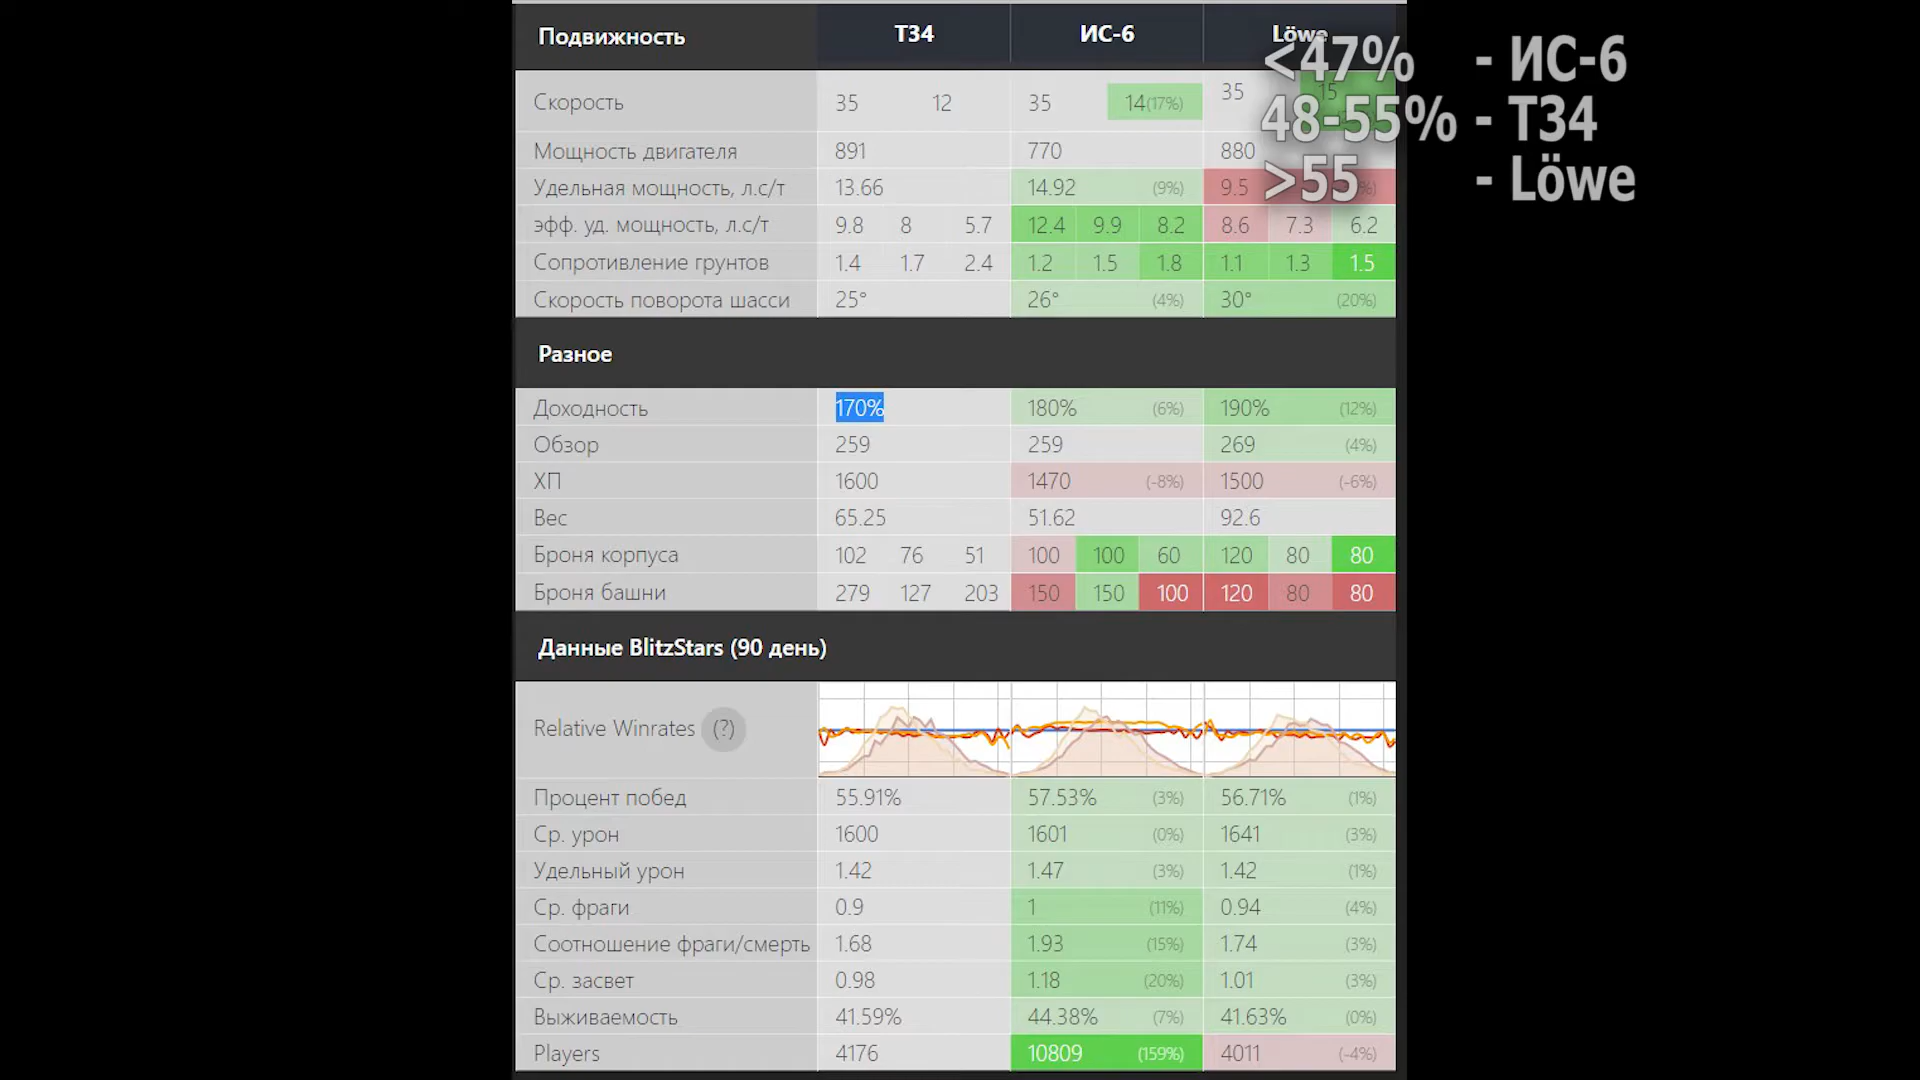 Подвижность T34 ИС-6 Löwe
<47% - ИС-6
48-55% - T34
>55 - Löwe
Скорость 35 12 35 14(17%) 35 15
Мощность двигателя 891 770 880
Удельная мощность, л.с/т 13.66 14.92 (9%) 9.5
эфф. уд. мощность, л.с/т 9.8 8 5.7 12.4 9.9 8.2 8.6 7.3 6.2
Сопротивление грунтов 1.4 1.7 2.4 1.2 1.5 1.8 1.1 1.3 1.5
Скорость поворота шасси 25° 26° (4%) 30° (20%)
Разное
Доходность 170% 180% (6%) 190% (12%)
Обзор 259 259 269 (4%)
ХП 1600 1470 (-8%) 1500 (-6%)
Вес 65.25 51.62 92.6
Броня корпуса 102 76 51 100 100 60 120 80 80
Броня башни 279 127 203 150 150 100 120 80 80
Данные BlitzStars (90 день)
Relative Winrates (?)
Процент побед 55.91% 57.53% (3%) 56.71% (1%)
Ср. урон 1600 1601 (0%) 1641 (3%)
Удельный урон 1.42 1.47 (3%) 1.42 (1%)
Ср. фраги 0.9 1 (11%) 0.94 (4%)
Соотношение фраги/смерть 1.68 1.93 (15%) 1.74 (3%)
Ср. засвет 0.98 1.18 (20%) 1.01 (3%)
Выживаемость 41.59% 44.38% (7%) 41.63% (0%)
Players 4176 10809 (159%) 4011 (-4%)